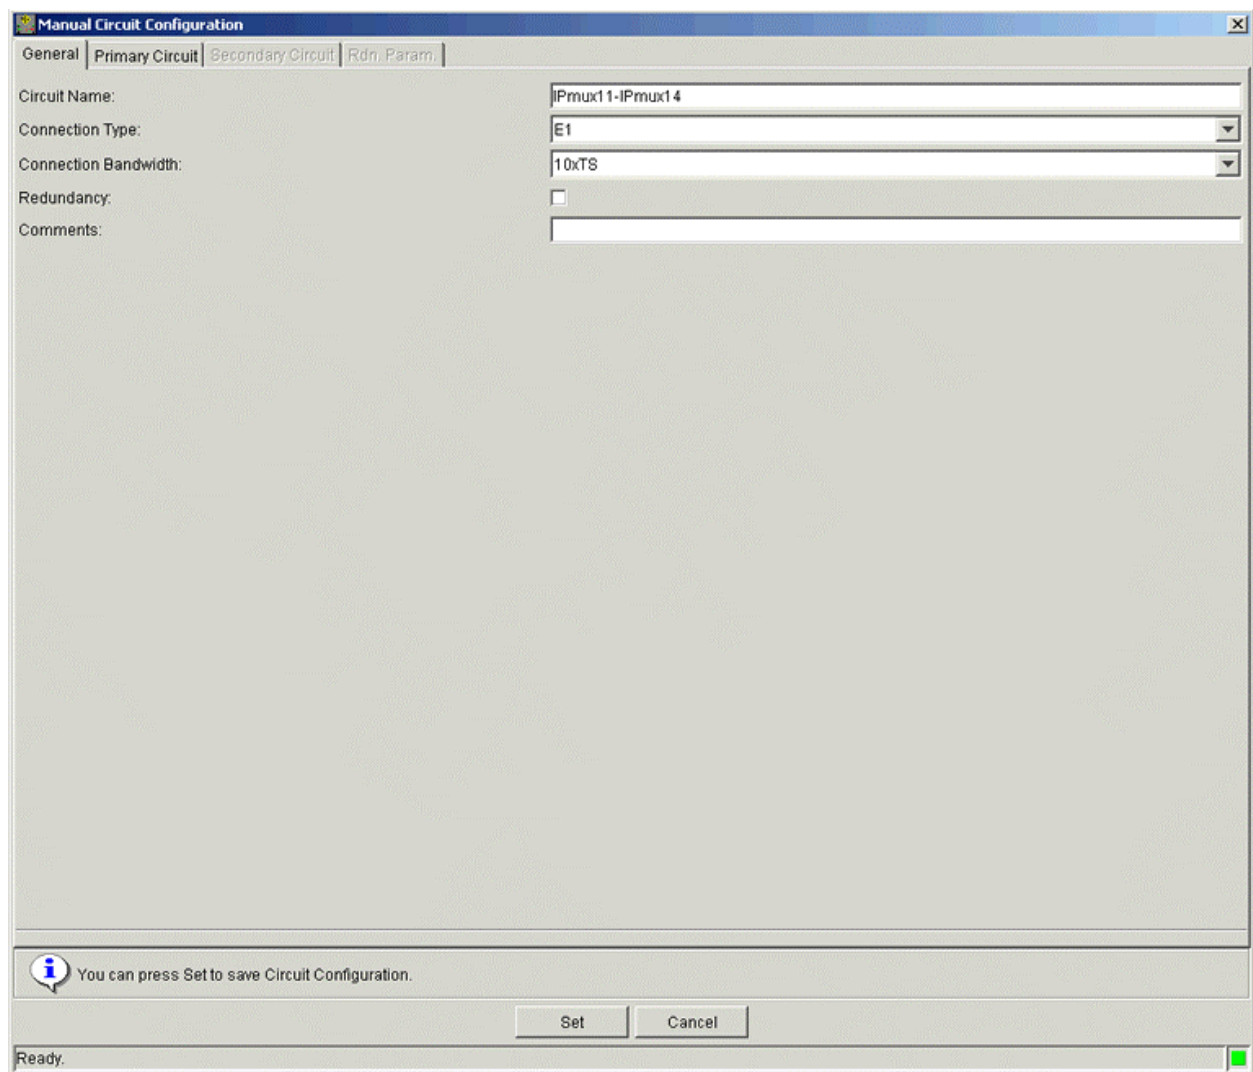 Manual Circuit Configuration
General Primary Circuit Secondary Circuit Rdn. Param.
Circuit Name: IPmux11-IPmux14
Connection Type: E1
Connection Bandwidth: 10xTS
Redundancy:
Comments:
You can press Set to save Circuit Configuration.
Set Cancel
Ready.